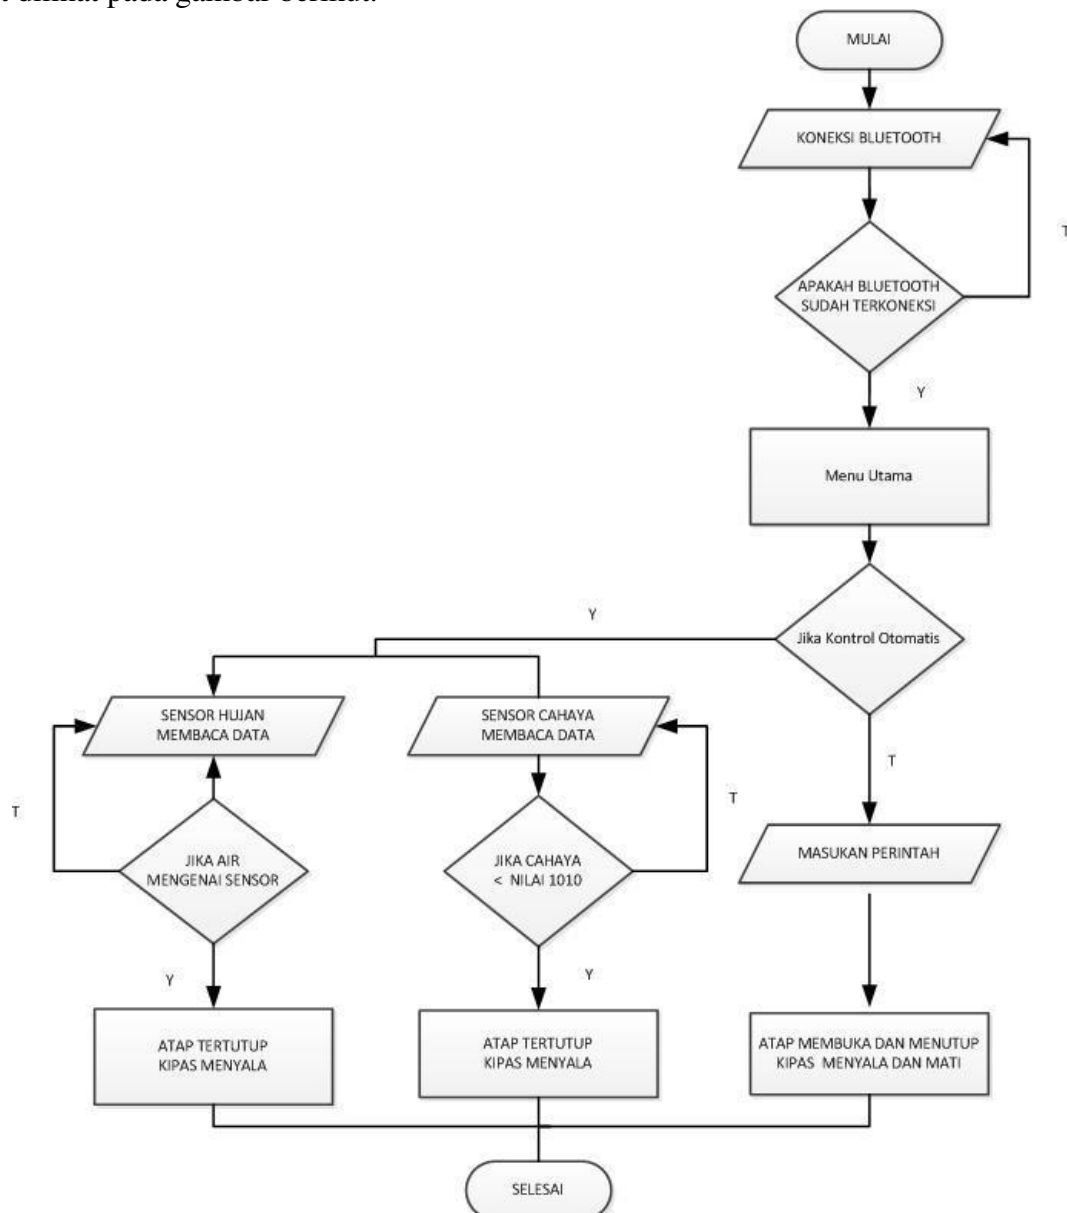 MULAI
KONEKSI BLUETOOTH
T
APAKAH BLUETOOTH
SUDAH TERKONEKSI
Y
Menu Utama
Y
Jika Kontrol Otomatis
SENSOR HUJAN
MEMBACA DATA
SENSOR CAHAYA
MEMBACA DATA
T
T
T
JIKA AIR
MENGENAI SENSOR
JIKA CAHAYA
< NILAI 1010
MASUKAN PERINTAH
Y
Y
ATAP TERTUTUP
KIPAS MENYALA
ATAP TERTUTUP
KIPAS MENYALA
ATAP MEMBUKA DAN MENUTUP
KIPAS MENYALA DAN MATI
SELESAI